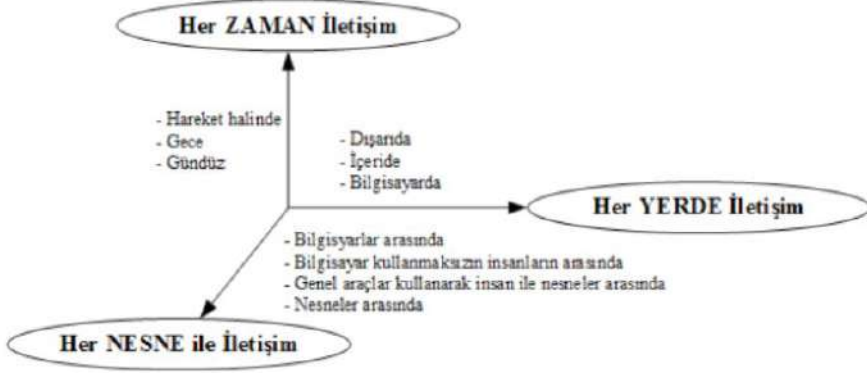 Her ZAMAN İletişim
- Hareket halinde
- Gece
- Gündüz
- Dışarıda
- İçeride
- Bilgisayarda
Her YERDE İletişim
- Bilgisyarlar arasında
- Bilgisayar kullanmaksızın insanların arasında
- Genel araçlar kullanarak insan ile nesneler arasında
- Nesneler arasında
Her NESNE ile İletişim